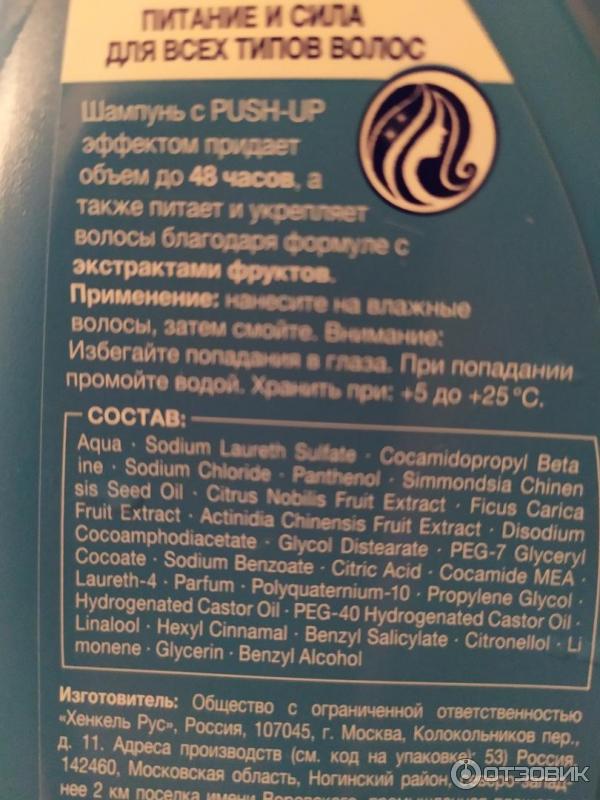 ПИТАНИЕ И СИЛА
ДЛЯ ВСЕХ ТИПОВ ВОЛОС
Шампунь с PUSH-UP
эффектом придает
объем до 48 часов, а
также питает и укрепляет
волосы благодаря формуле с
экстрактами фруктов.
Применение: нанесите на влажные
волосы, затем смойте. Внимание:
Избегайте попадания в глаза. При попадании
промойте водой. Хранить при: +5 до +25 °C.
СОСТАВ:
Aqua · Sodium Laureth Sulfate · Cocamidopropyl Beta
ine · Sodium Chloride · Panthenol · Simmondsia Chinen
sis Seed Oil · Citrus Nobilis Fruit Extract · Ficus Carica
Fruit Extract · Actinidia Chinensis Fruit Extract · Disodium
Cocoamphodiacetate · Glycol Distearate · PEG-7 Glyceryl
Cocoate · Sodium Benzoate · Citric Acid · Cocamide MEA ·
Laureth-4 · Parfum · Polyquaternium-10 · Propylene Glycol ·
Hydrogenated Castor Oil · PEG-40 Hydrogenated Castor Oil ·
Linalool · Hexyl Cinnamal · Benzyl Salicylate · Citronellol · Li
monene · Glycerin · Benzyl Alcohol
Изготовитель: Общество с ограниченной ответственностью
«Хенкель Рус», Россия, 107045, г. Москва, Колокольников пер.,
д. 11. Адреса производств (см. код на упаковке): 53) Россия,
142460, Московская область, Ногинский район,
нее 2 км поселка имени
ОТЗОВИК